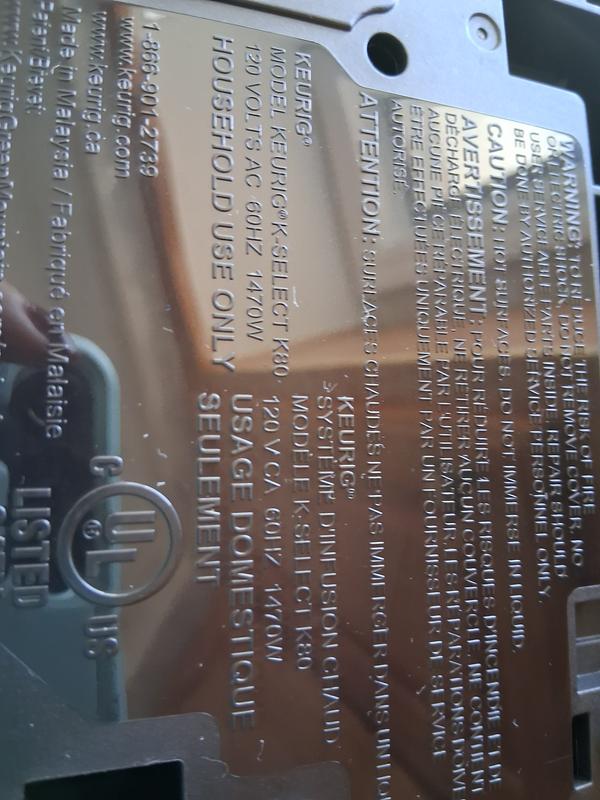 WARNING: TO REDUCE THE RISK OF FIRE
OR ELECTRIC SHOCK, DO NOT REMOVE COVER. NO
USER SERVICEABLE PARTS INSIDE. REPAIR SHOULD
BE DONE BY AUTHORIZED SERVICE PERSONNEL ONLY.
CAUTION: HOT SURFACES. DO NOT IMMERSE IN LIQUID.
AVERTISSEMENT: POUR RÉDUIRE LES RISQUES D'INCENDIE ET DE
DÉCHARGE ÉLECTRIQUE, NE RETIRER AUCUN COUVERCLE. NE
AUCUNE PIÈCE RÉPARABLE PAR L'UTILISATEUR. LES RÉPARATIONS
ÊTRE EFFECTUÉES UNIQUEMENT PAR UN FOURNISSEUR DE SERVICE
AUTORISÉ.
ATTENTION: SURFACES CHAUDES NE PAS IMMERGER DANS UN
KEURIG®
MODEL KEURIG® K-SELECT K80
120 VOLTS AC 60HZ 1470W
HOUSEHOLD USE ONLY
KEURIG®
SYSTÈME D'INFUSION CHAUD
MODÈLE K-SELECT K80
120 V CA 60HZ 1470W
USAGE DOMESTIQUE
SEULEMENT
1-866-901-2739
www.keurig.com
www.keurig.ca
Made in Malaysia / Fabriqué en Malaisie
C UL® US
LISTED